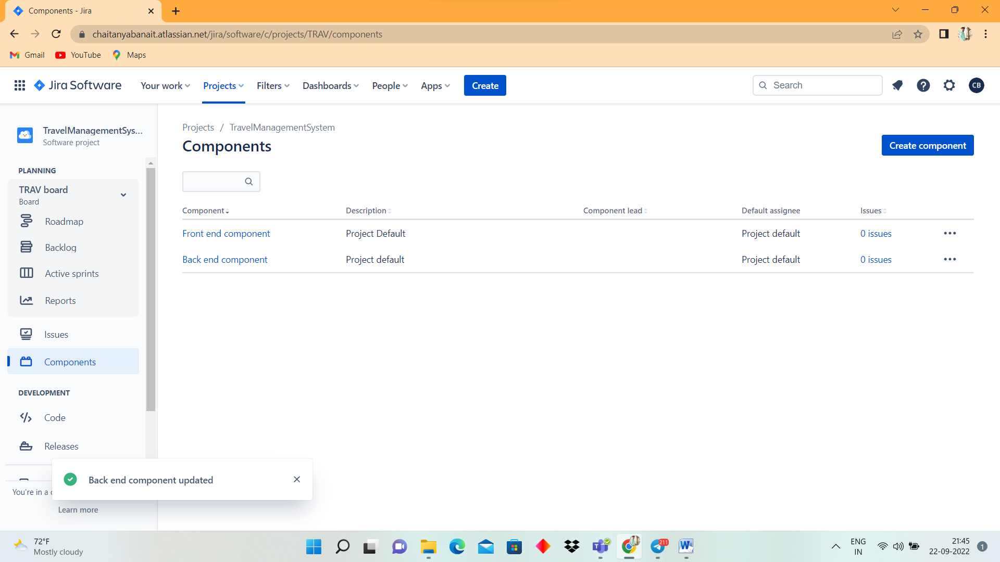 Components - Jira
chaitanyabanait.atlassian.net/jira/software/c/projects/TRAV/components
Gmail YouTube Maps
Jira Software Your work Projects Filters Dashboards People Apps Create Search CB
TravelManagementSys...
Software project
PLANNING
TRAV board
Board
Roadmap
Backlog
Active sprints
Reports
Issues
Components
DEVELOPMENT
Code
Releases
You're in a
Learn more
Projects / TravelManagementSystem
Components
Create component
Component Description Component lead Default assignee Issues
Front end component Project Default Project default 0 issues
Back end component Project default Project default 0 issues
Back end component updated
72°F
Mostly cloudy
211
ENG
IN
21:45
22-09-2022
1